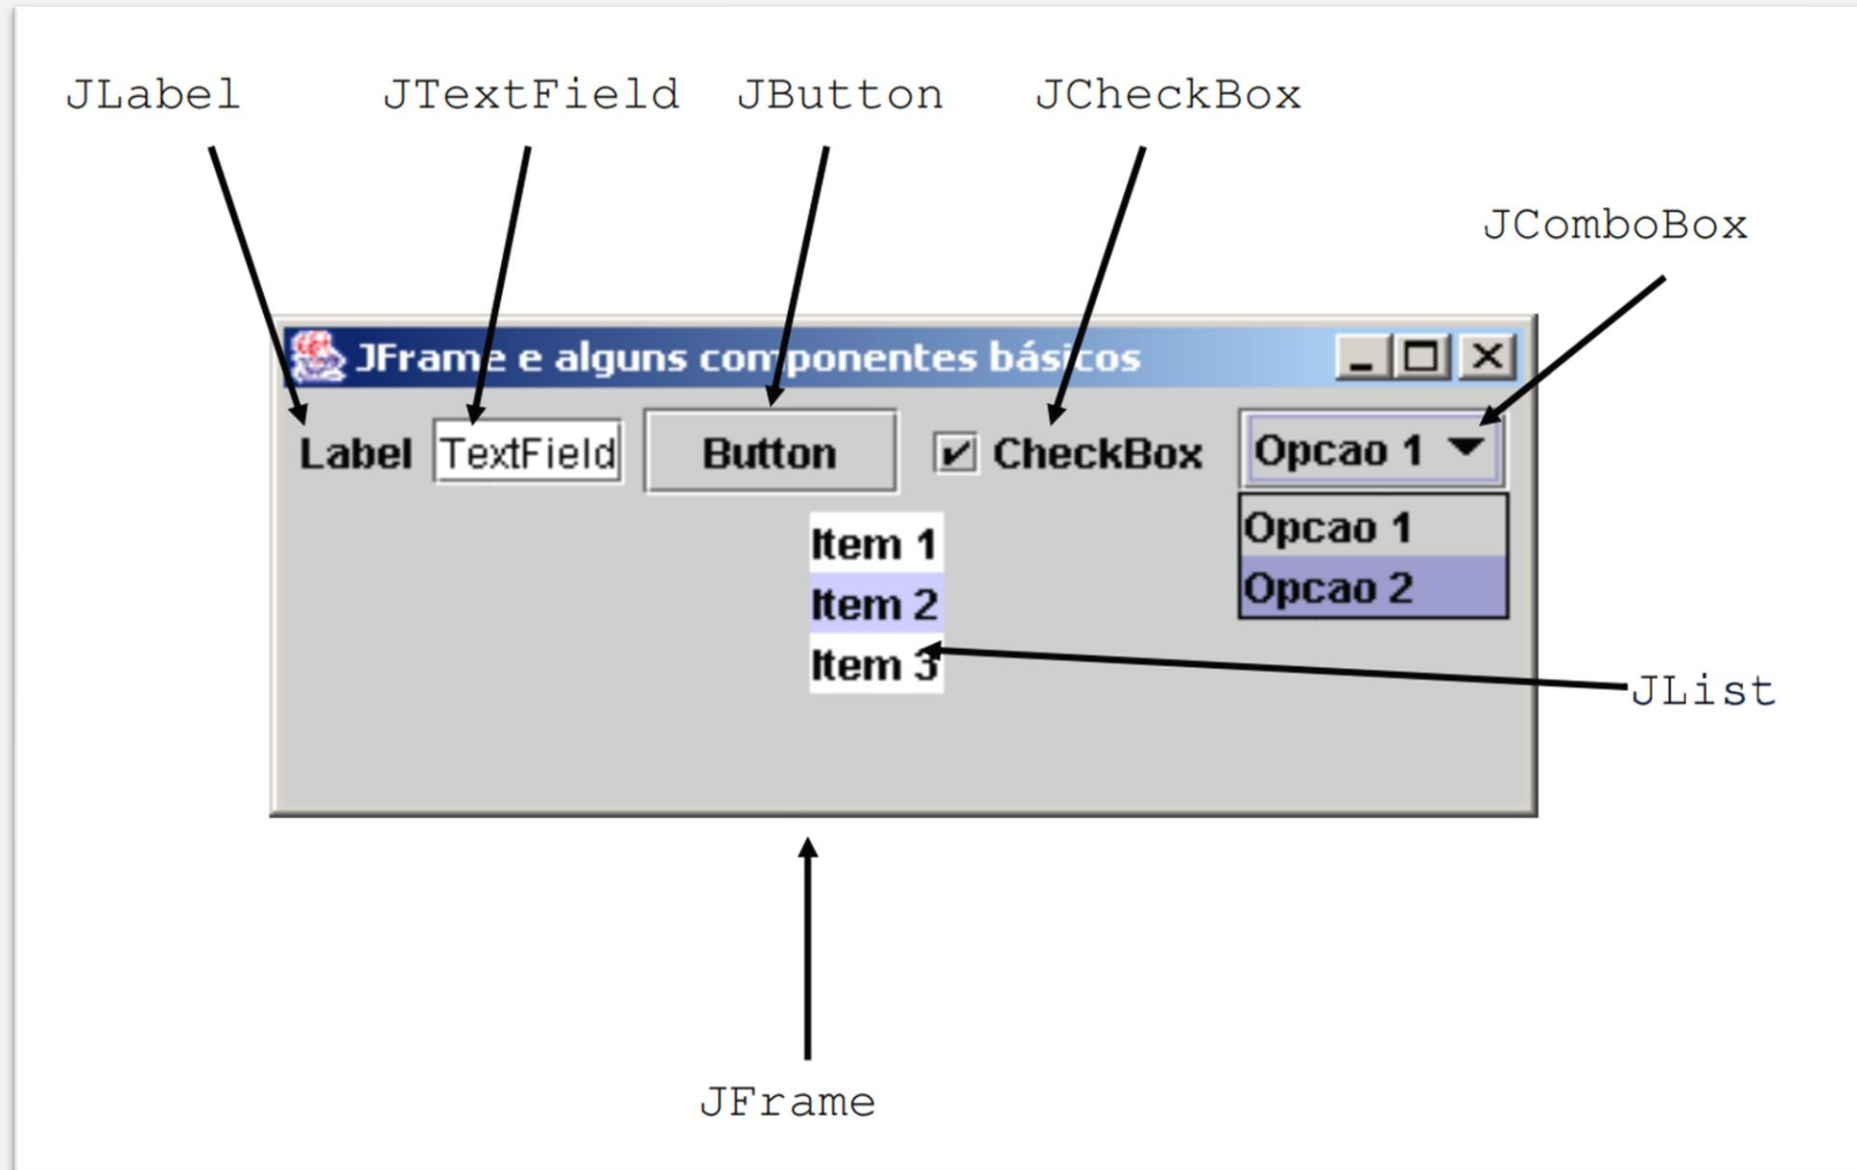 JLabel JTextField JButton JCheckBox
JComboBox
JFrame e alguns componentes básicos
Label TextField Button CheckBox Opcao 1
Opcao 1
Opcao 2
Item 1
Item 2
Item 3
JList
JFrame